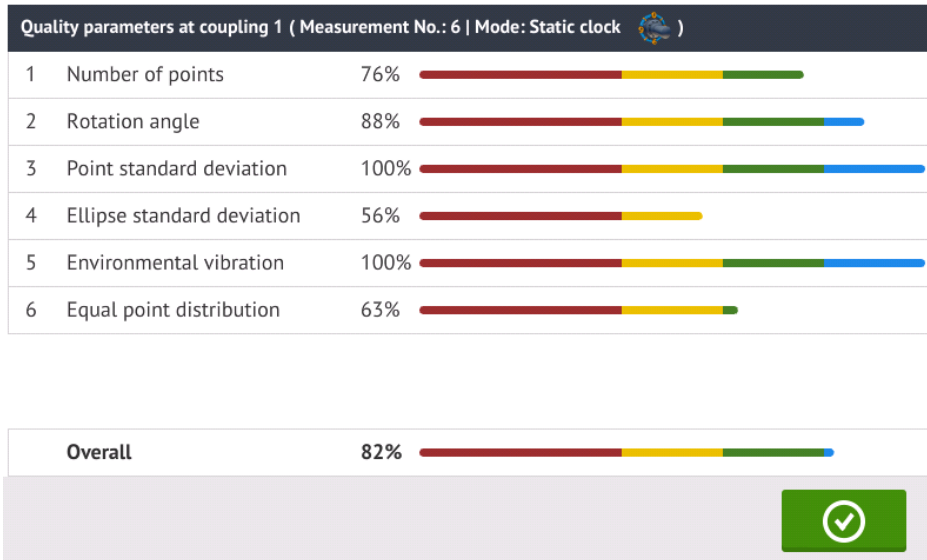 Quality parameters at coupling 1 ( Measurement No.: 6 | Mode: Static clock )
1 Number of points 76%
2 Rotation angle 88%
3 Point standard deviation 100%
4 Ellipse standard deviation 56%
5 Environmental vibration 100%
6 Equal point distribution 63%
Overall 82%